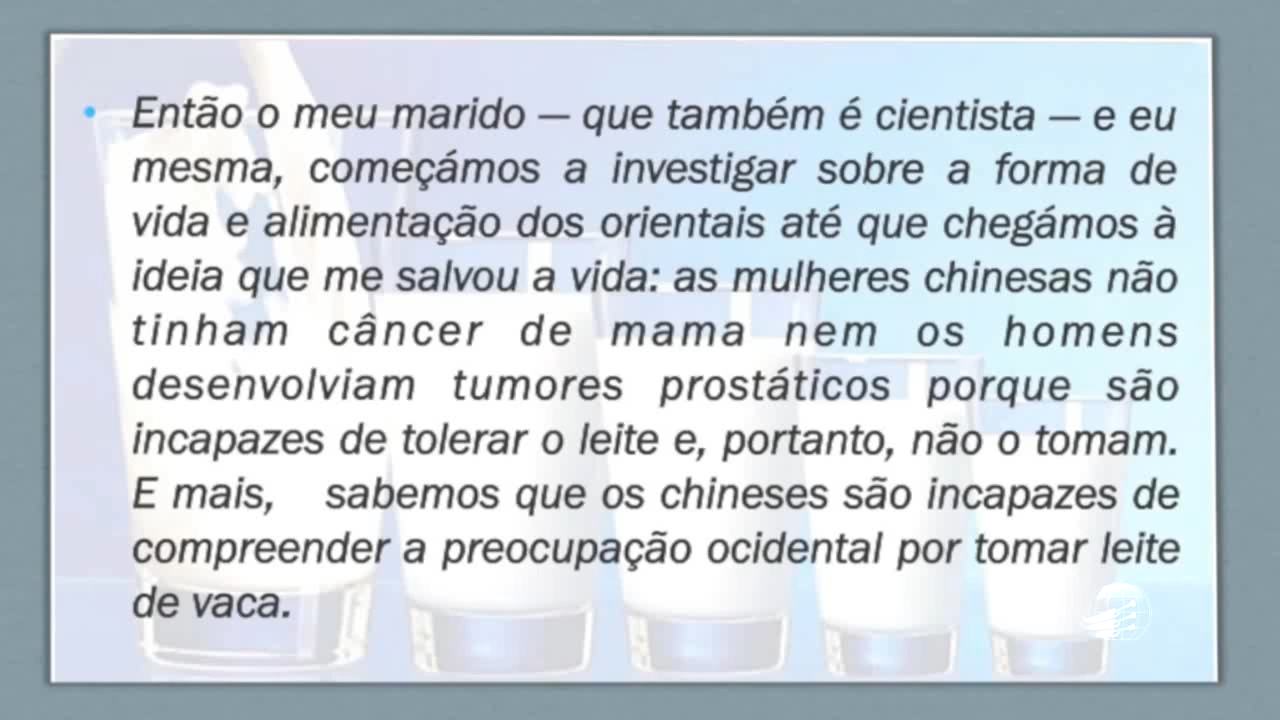 • Então o meu marido — que também é cientista — e eu
mesma, começámos a investigar sobre a forma de
vida e alimentação dos orientais até que chegámos à
ideia que me salvou a vida: as mulheres chinesas não
tinham câncer de mama nem os homens
desenvolviam tumores prostáticos porque são
incapazes de tolerar o leite e, portanto, não o tomam.
E mais, sabemos que os chineses são incapazes de
compreender a preocupação ocidental por tomar leite
de vaca.